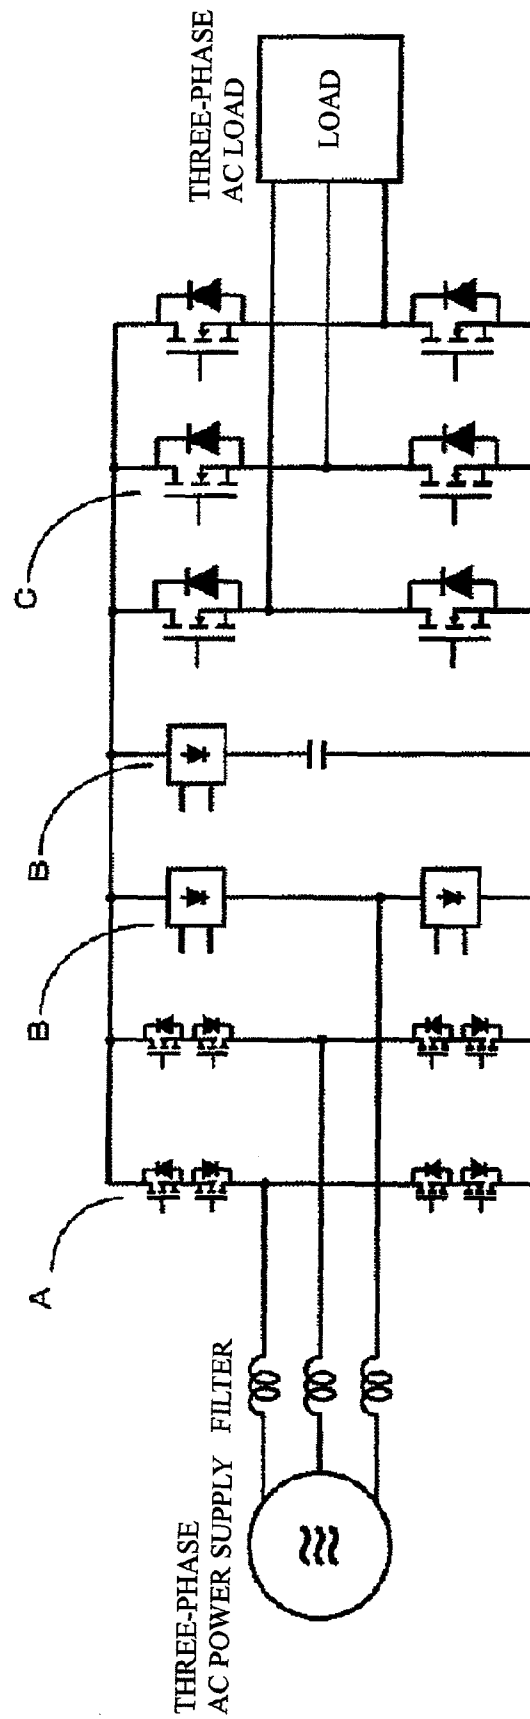 THREE-PHASE
AC POWER SUPPLY
FILTER
A
B
B
C
THREE-PHASE
AC LOAD
LOAD